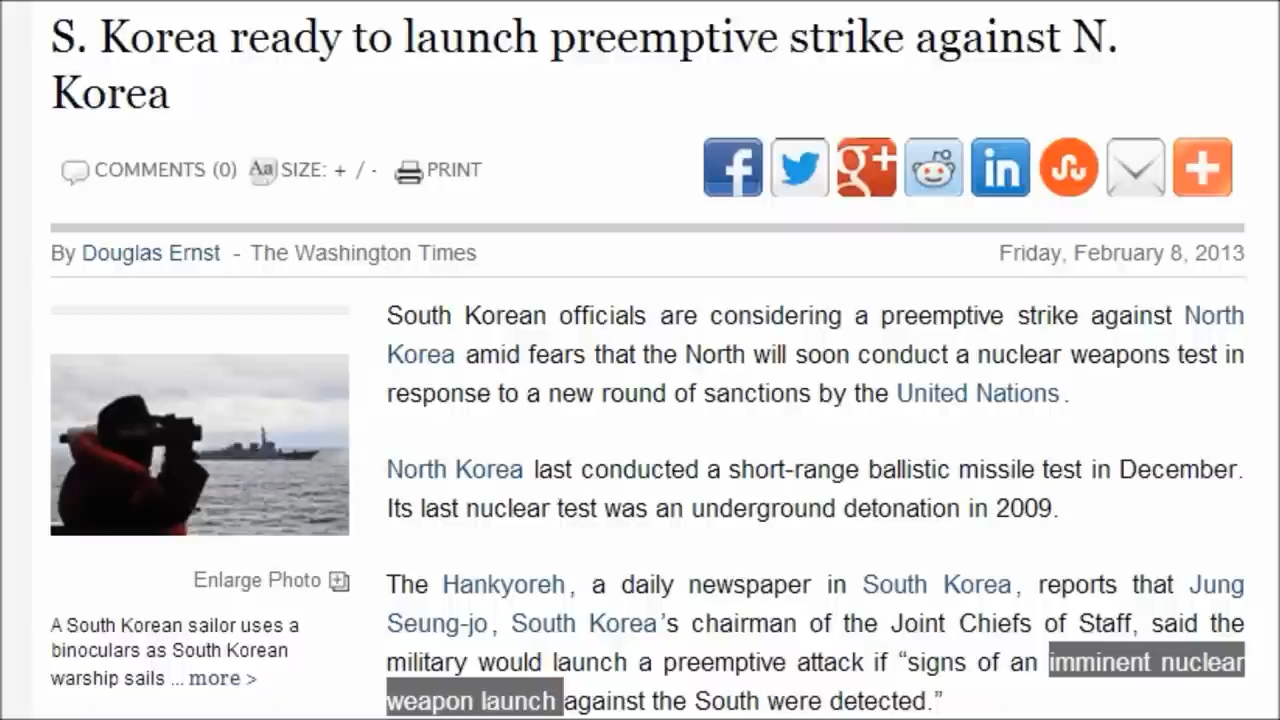 S. Korea ready to launch preemptive strike against N.
Korea
COMMENTS (0) Aa SIZE: + / - PRINT
f g+ in +
By Douglas Ernst - The Washington Times
Friday, February 8, 2013
South Korean officials are considering a preemptive strike against North
Korea amid fears that the North will soon conduct a nuclear weapons test in
response to a new round of sanctions by the United Nations.
North Korea last conducted a short-range ballistic missile test in December.
Its last nuclear test was an underground detonation in 2009.
Enlarge Photo
A South Korean sailor uses a
binoculars as South Korean
warship sails ... more >
The Hankyoreh, a daily newspaper in South Korea, reports that Jung
Seung-jo, South Korea's chairman of the Joint Chiefs of Staff, said the
military would launch a preemptive attack if “signs of an imminent nuclear
weapon launch against the South were detected.”